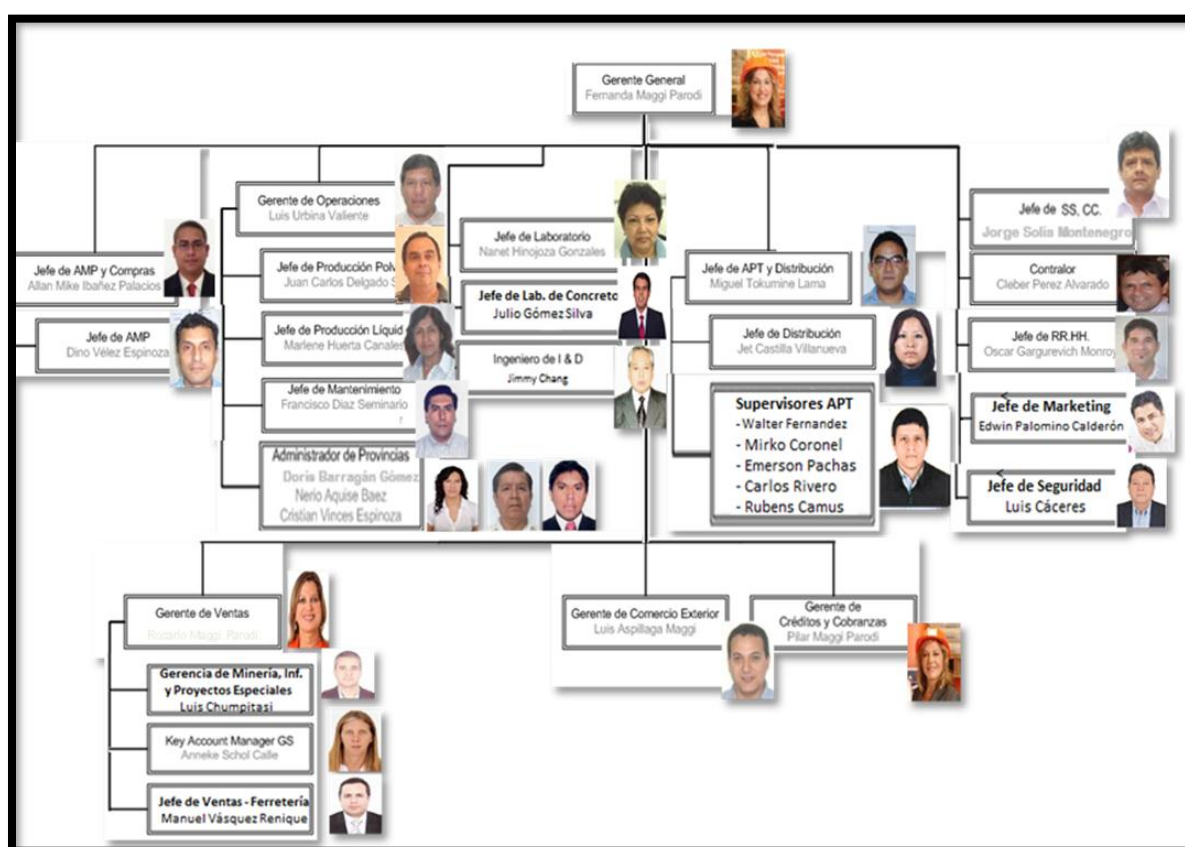 Gerente General
Fernanda Maggi Parodi
Jefe de AMP y Compras
Allan Mike Ibañez Palacios
Jefe de AMP
Dino Vélez Espinoza
Gerente de Operaciones
Luis Urbina Valiente
Jefe de Producción Polv
Juan Carlos Delgado S
Jefe de Producción Líquid
Marlene Huerta Canales
Jefe de Mantenimiento
Francisco Diaz Seminario
Administrador de Provincias
Doris Barragán Gómez
Nerio Aquise Baez
Cristian Vinces Espinoza
Jefe de Laboratorio
Nanet Hinojoza Gonzales
Jefe de Lab. de Concreto
Julio Gómez Silva
Ingeniero de I & D
Jimmy Chang
Jefe de APT y Distribución
Miguel Tokumine Lama
Jefe de Distribución
Jet Castilla Villanueva
Supervisores APT
- Walter Fernandez
- Mirko Coronel
- Emerson Pachas
- Carlos Rivero
- Rubens Camus
Jefe de SS, CC.
Jorge Solis Montenegro
Contralor
Cleber Perez Alvarado
Jefe de RR.HH.
Oscar Gargurevich Monroy
Jefe de Marketing
Edwin Palomino Calderón
Jefe de Seguridad
Luis Cáceres
Gerente de Ventas
Rocario Maggi Parodi
Gerencia de Minería, Inf.
y Proyectos Especiales
Luis Chumpitasi
Key Account Manager GS
Anneke Schol Calle
Jefe de Ventas - Ferretería
Manuel Vásquez Renique
Gerente de Comercio Exterior
Luis Aspillaga Maggi
Gerente de
Créditos y Cobranzas
Pilar Maggi Parodi